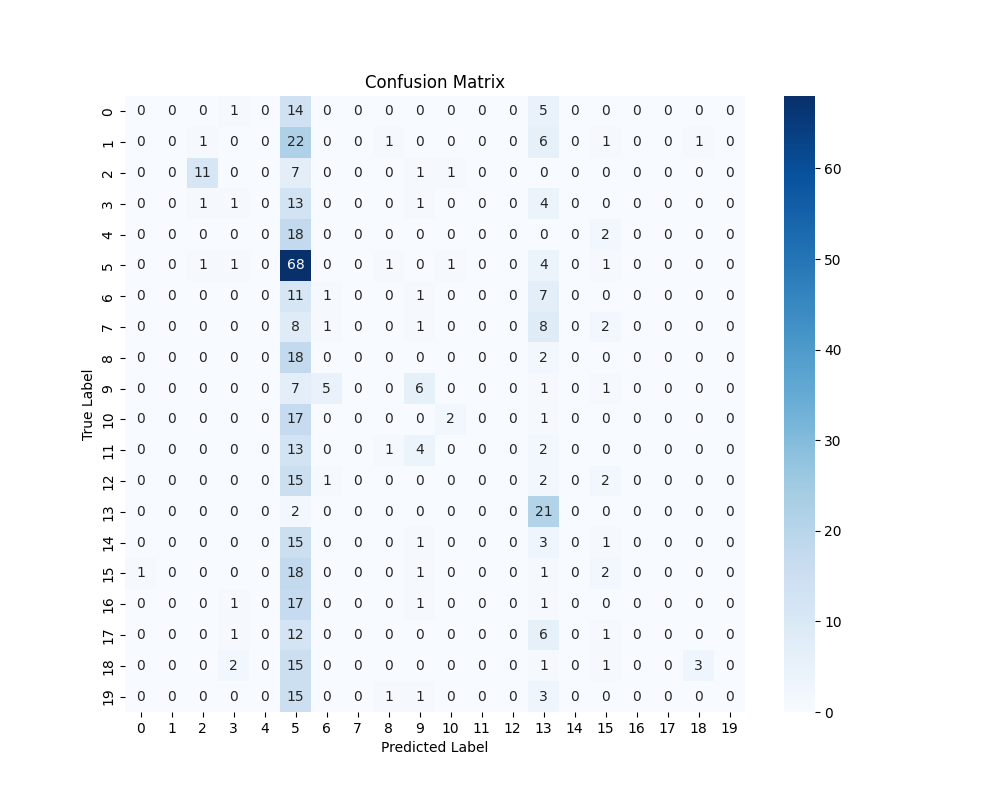 Confusion Matrix
0 0 0 0 1 0 14 0 0 0 0 0 0 0 5 0 0 0 0 0 0
1 0 0 1 0 0 22 0 0 1 0 0 0 0 6 0 1 0 0 1 0
2 0 0 11 0 0 7 0 0 0 1 1 0 0 0 0 0 0 0 0 0
3 0 0 1 1 0 13 0 0 0 1 0 0 0 4 0 0 0 0 0 0
4 0 0 0 0 0 18 0 0 0 0 0 0 0 0 0 2 0 0 0 0
5 0 0 1 1 0 68 0 0 1 0 1 0 0 4 0 1 0 0 0 0
6 0 0 0 0 0 11 1 0 0 1 0 0 0 7 0 0 0 0 0 0
7 0 0 0 0 0 8 1 0 0 1 0 0 0 8 0 2 0 0 0 0
8 0 0 0 0 0 18 0 0 0 0 0 0 0 2 0 0 0 0 0 0
9 0 0 0 0 0 7 5 0 0 6 0 0 0 1 0 1 0 0 0 0
10 0 0 0 0 0 17 0 0 0 0 2 0 0 1 0 0 0 0 0 0
11 0 0 0 0 0 13 0 0 1 4 0 0 0 2 0 0 0 0 0 0
12 0 0 0 0 0 15 1 0 0 0 0 0 0 2 0 2 0 0 0 0
13 0 0 0 0 0 2 0 0 0 0 0 0 0 21 0 0 0 0 0 0
14 0 0 0 0 0 15 0 0 0 1 0 0 0 3 0 1 0 0 0 0
15 1 0 0 0 0 18 0 0 0 1 0 0 0 1 0 2 0 0 0 0
16 0 0 0 1 0 17 0 0 0 1 0 0 0 1 0 0 0 0 0 0
17 0 0 0 1 0 12 0 0 0 0 0 0 0 6 0 1 0 0 0 0
18 0 0 0 2 0 15 0 0 0 0 0 0 0 1 0 1 0 0 3 0
19 0 0 0 0 0 15 0 0 1 1 0 0 0 3 0 0 0 0 0 0
0 1 2 3 4 5 6 7 8 9 10 11 12 13 14 15 16 17 18 19
Predicted Label
True Label
60
50
40
30
20
10
0